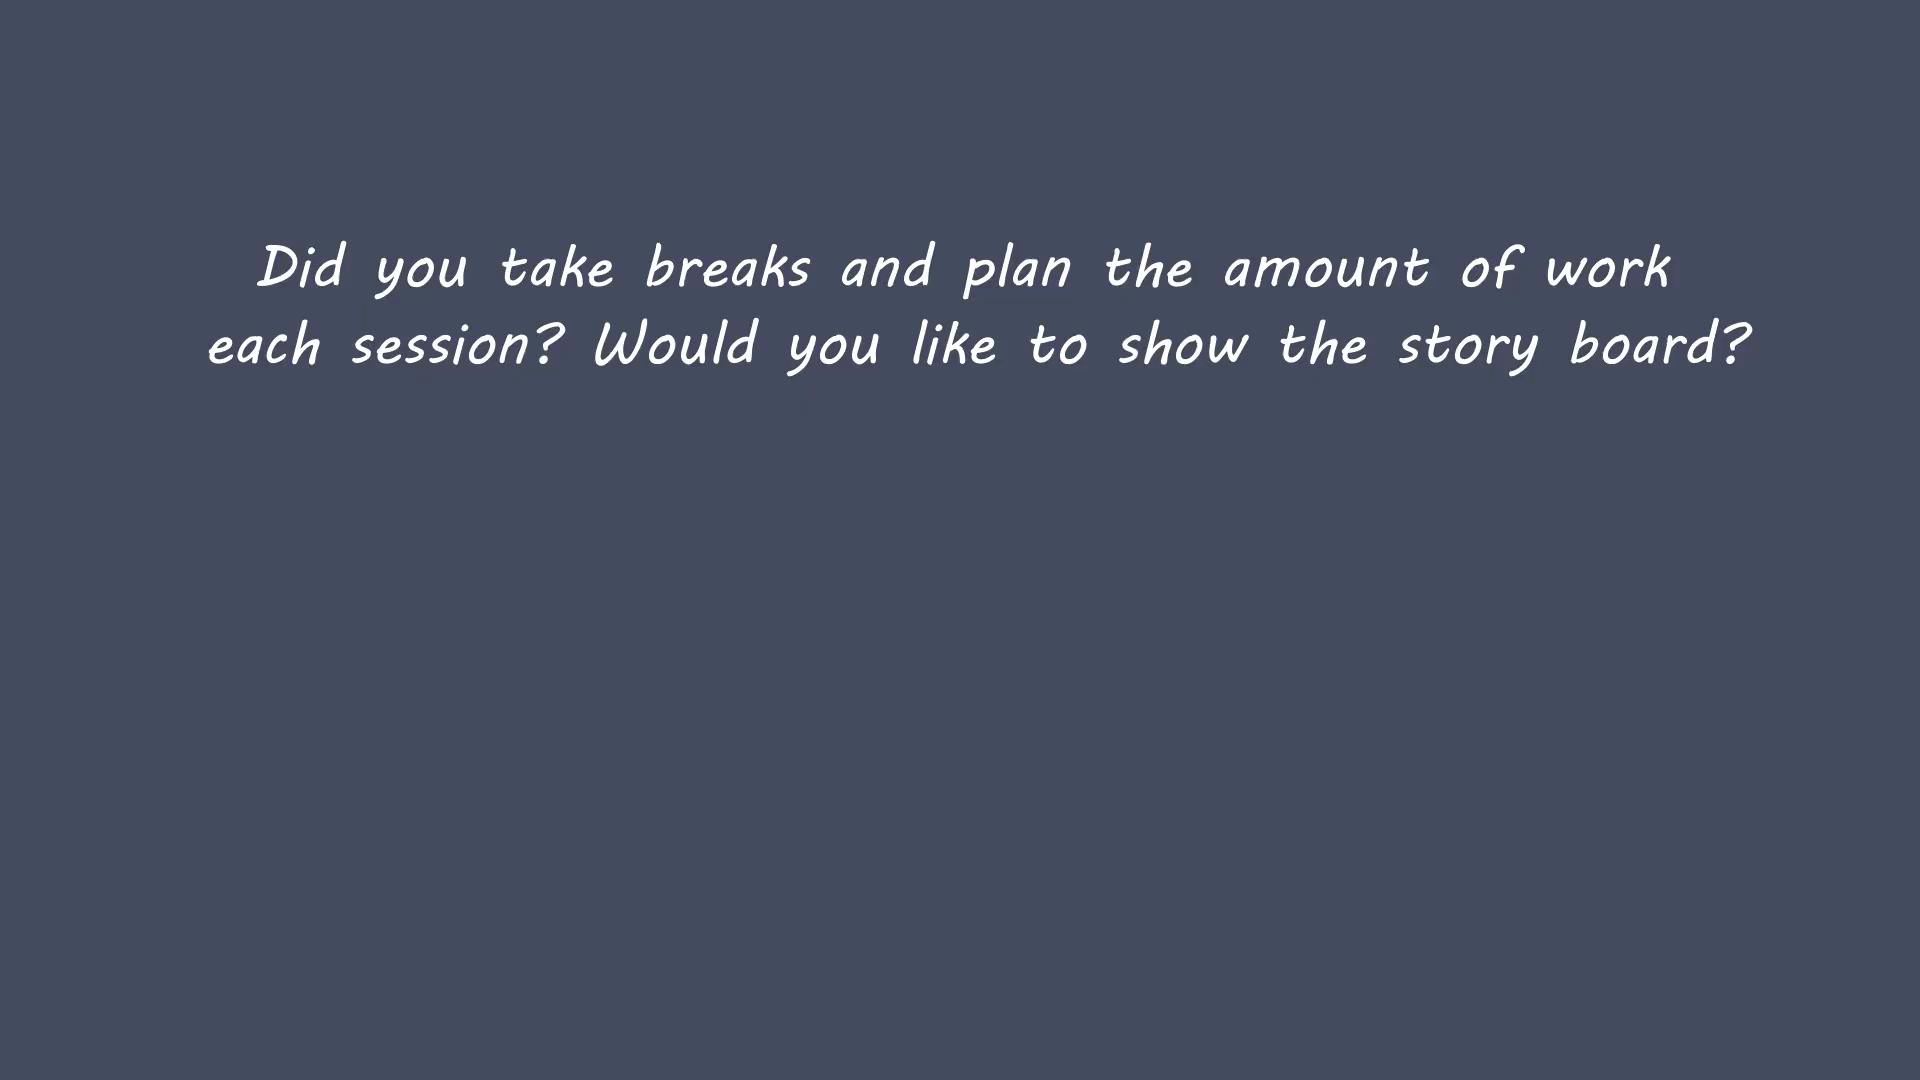 Did you take breaks and plan the amount of work
each session? Would you like to show the story board?